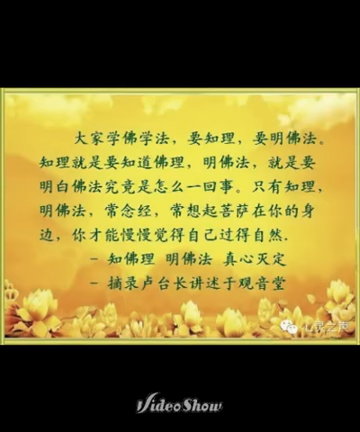 大家学佛学法，要知理，要明佛法。
知理就是要知道佛理，明佛法，就是要
明白佛法究竟是怎么一回事。只有知理，
明佛法，常念经，常想起菩萨在你的身
边，你才能慢慢觉得自己过得自然.
- 知佛理 明佛法 真心灭定
- 摘录卢台长讲述于观音堂
心灵之声
VideoShow